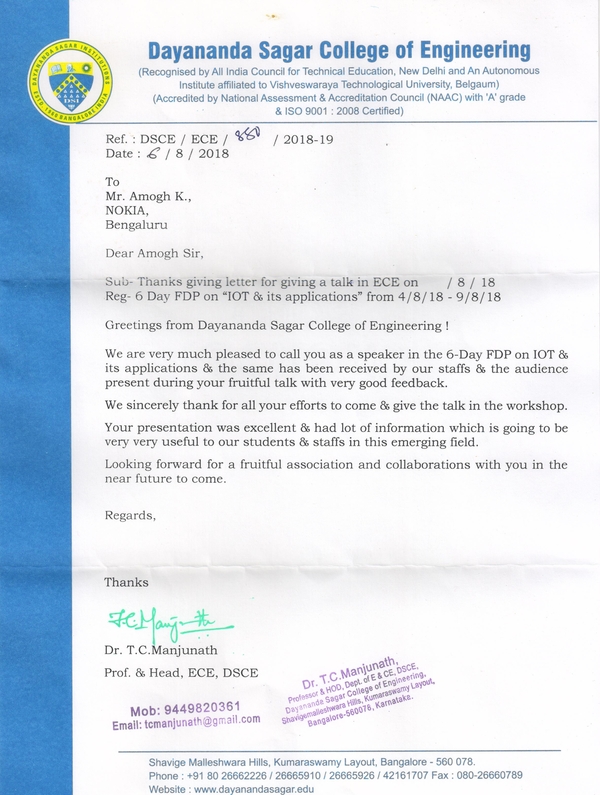 Dayananda Sagar College of Engineering
(Recognised by All India Council for Technical Education, New Delhi and An Autonomous
Institute affiliated to Vishveswaraya Technological University, Belgaum)
(Accredited by National Assessment & Accreditation Council (NAAC) with 'A' grade
& ISO 9001 : 2008 Certified)
DAYANANDA SAGAR INSTITUTIONS
DSI
Ref. : DSCE / ECE / 880 / 2018-19
Date : 6 / 8 / 2018
To
Mr. Amogh K.,
NOKIA,
Bengaluru
Dear Amogh Sir,
Sub- Thanks giving letter for giving a talk in ECE on / 8 / 18
Reg- 6 Day FDP on “IOT & its applications” from 4/8/18 - 9/8/18
Greetings from Dayananda Sagar College of Engineering !
We are very much pleased to call you as a speaker in the 6-Day FDP on IOT &
its applications & the same has been received by our staffs & the audience
present during your fruitful talk with very good feedback.
We sincerely thank for all your efforts to come & give the talk in the workshop.
Your presentation was excellent & had lot of information which is going to be
very very useful to our students & staffs in this emerging field.
Looking forward for a fruitful association and collaborations with you in the
near future to come.
Regards,
Thanks
T.C.Manjunath
Dr. T.C.Manjunath
Prof. & Head, ECE, DSCE
Mob: 9449820361
Email: tcmanjunath@gmail.com
Dr. T.C.Manjunath,
Professor & HOD, Dept. of E & CE, DSCE,
Dayananda Sagar College of Engineering,
Shavigemalleshwara Hills, Kumaraswamy Layout,
Bangalore-560078, Karnataka.
Shavige Malleshwara Hills, Kumaraswamy Layout, Bangalore - 560 078.
Phone : +91 80 26662226 / 26665910 / 26665926 / 42161707 Fax : 080-26660789
Website : www.dayanandasagar.edu